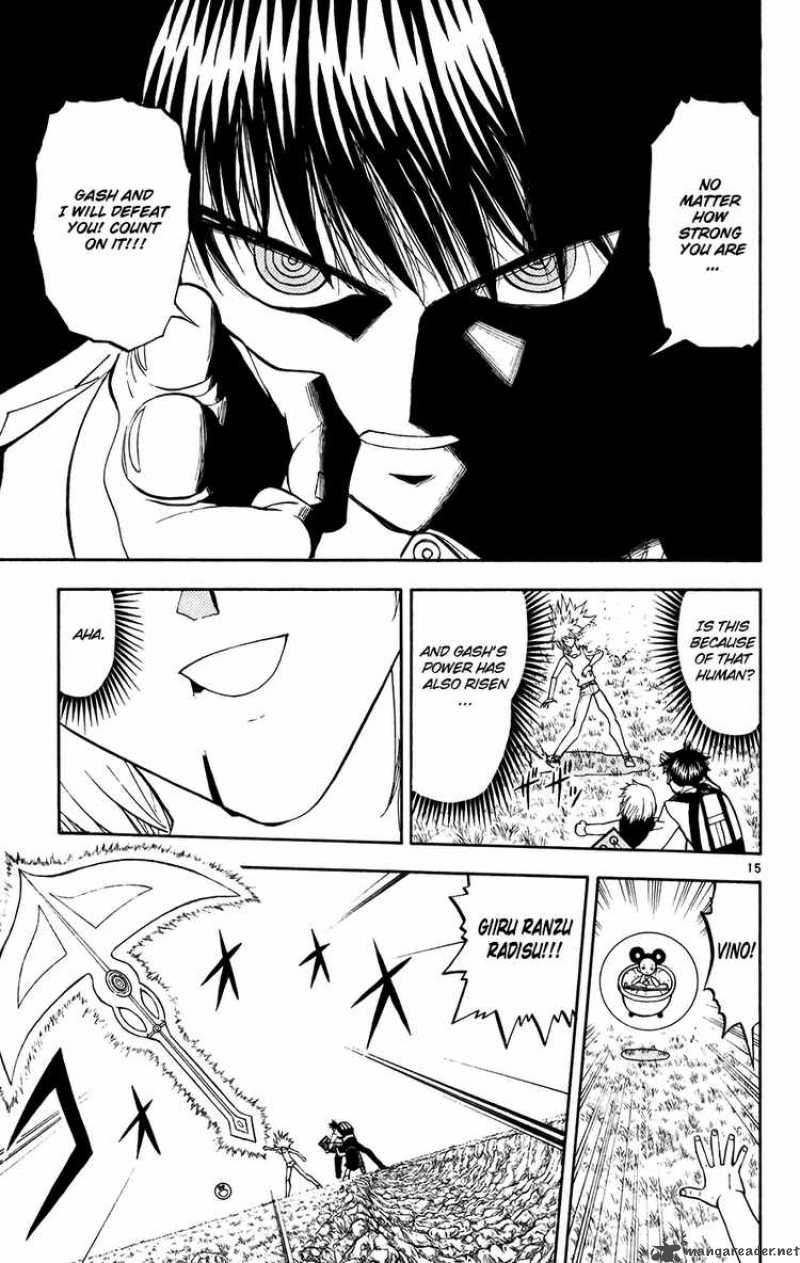 NO
MATTER
HOW
STRONG
YOU ARE
...
GASH AND
I WILL DEFEAT
YOU! COUNT
ON IT!!!
IS THIS
BECAUSE
OF THAT
HUMAN?
AND GASH'S
POWER HAS
ALSO RISEN
...
AHA.
15
VINO!
GIIRU RANZU
RADISU!!!
mangareader.net